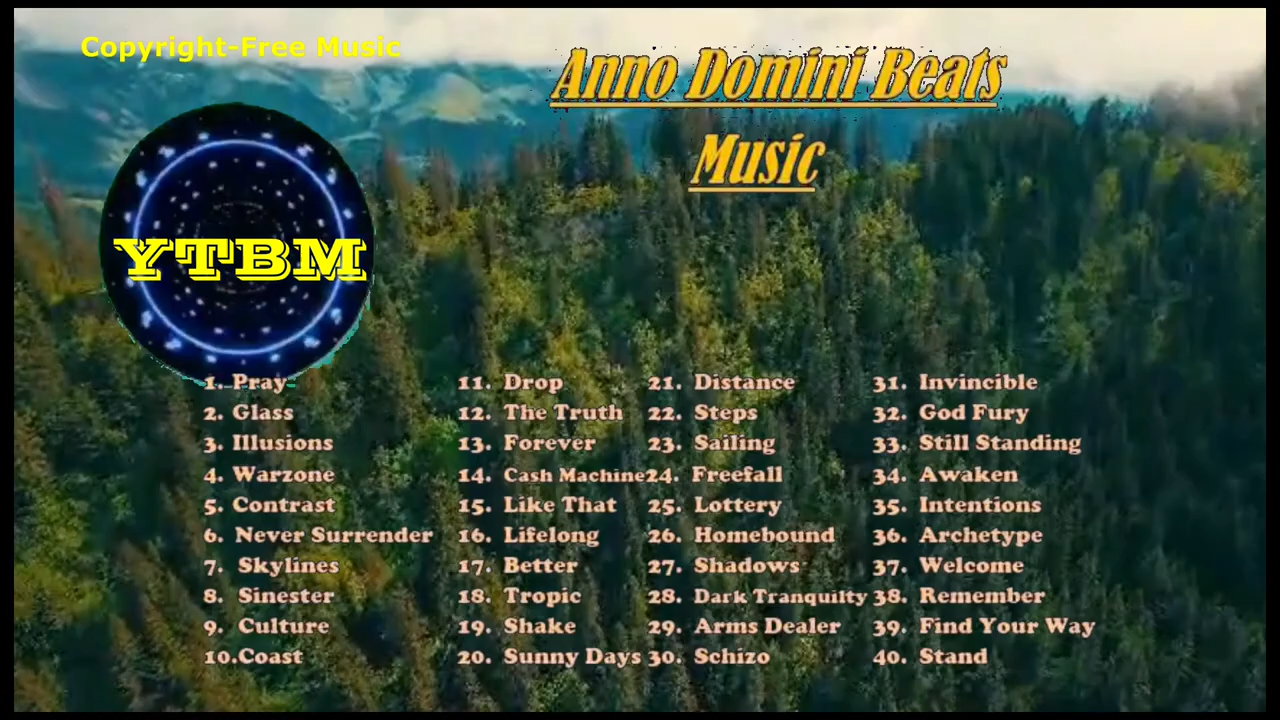 Copyright-Free Music
Anno Domini Beats
Music
YTBM
1. Pray
2. Glass
3. Illusions
4. Warzone
5. Contrast
6. Never Surrender
7. Skylines
8. Sinester
9. Culture
10.Coast
11. Drop
12. The Truth
13. Forever
14. Cash Machine
15. Like That
16. Lifelong
17. Better
18. Tropic
19. Shake
20. Sunny Days
21. Distance
22. Steps
23. Sailing
24. Freefall
25. Lottery
26. Homebound
27. Shadows
28. Dark Tranquilty
29. Arms Dealer
30. Schizo
31. Invincible
32. God Fury
33. Still Standing
34. Awaken
35. Intentions
36. Archetype
37. Welcome
38. Remember
39. Find Your Way
40. Stand